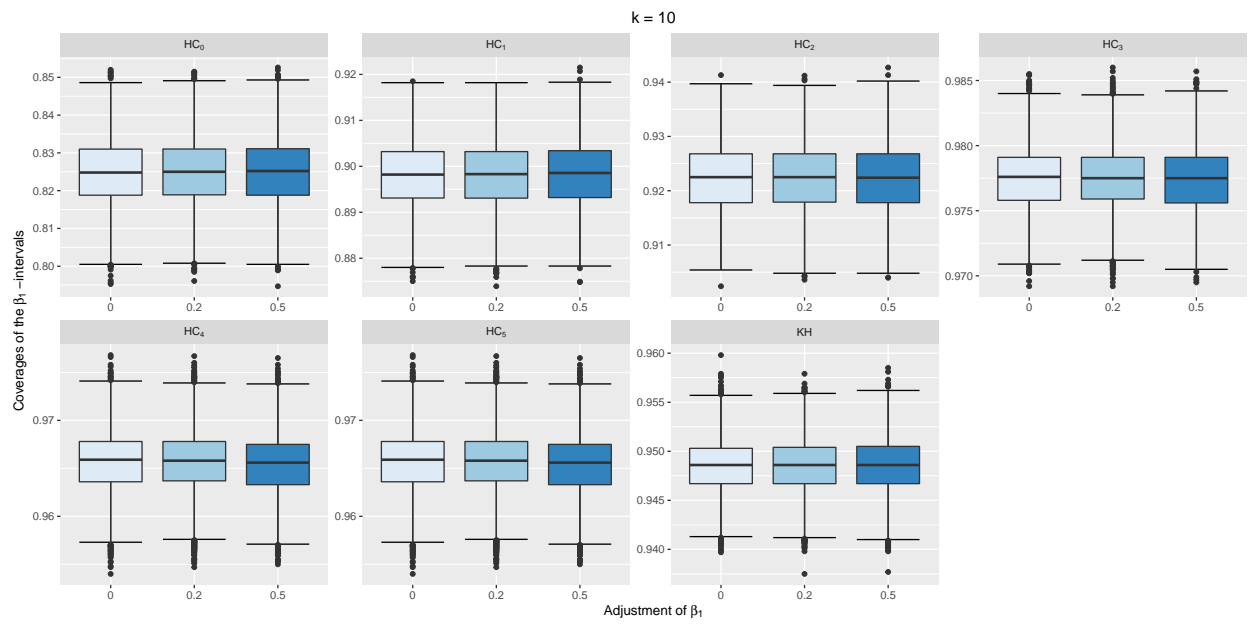 k = 10
HC₀
HC₁
HC₂
HC₃
0.85
0.84
0.83
0.82
0.81
0.80
0.92
0.91
0.90
0.89
0.88
0.94
0.93
0.92
0.91
0.985
0.980
0.975
0.970
0 0.2 0.5
0 0.2 0.5
0 0.2 0.5
0 0.2 0.5
HC₄
HC₅
KH
0.97
0.96
0.97
0.96
0.960
0.955
0.950
0.945
0.940
0 0.2 0.5
0 0.2 0.5
0 0.2 0.5
Coverages of the β₁ −intervals
Adjustment of β₁